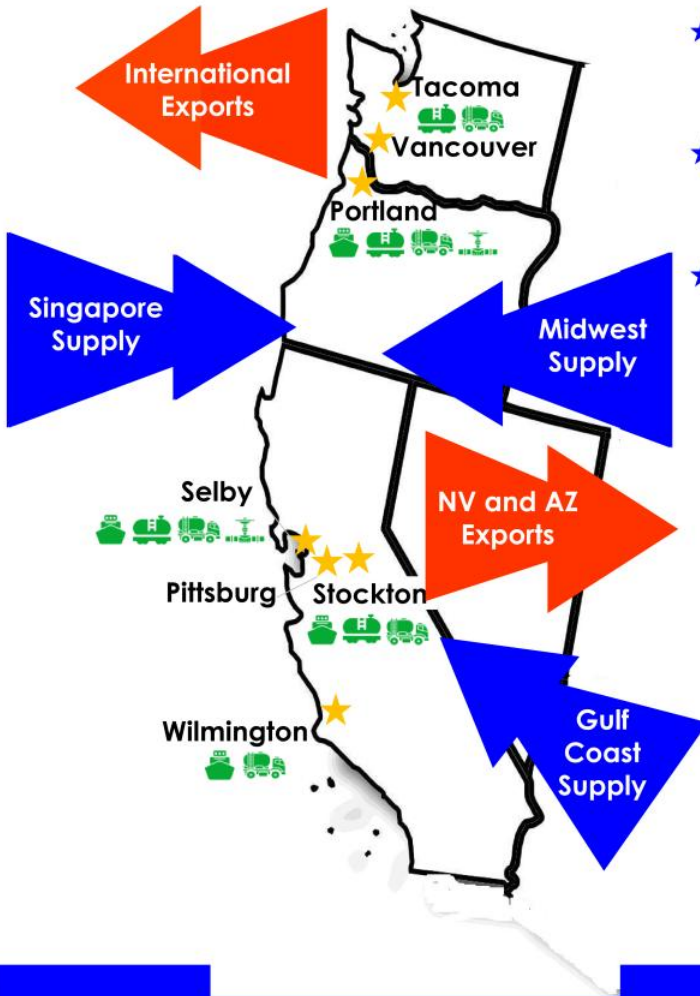 International
Exports
Tacoma
Vancouver
Portland
Singapore
Supply
Midwest
Supply
Selby
NV and AZ
Exports
Pittsburg
Stockton
Wilmington
Gulf
Coast
Supply